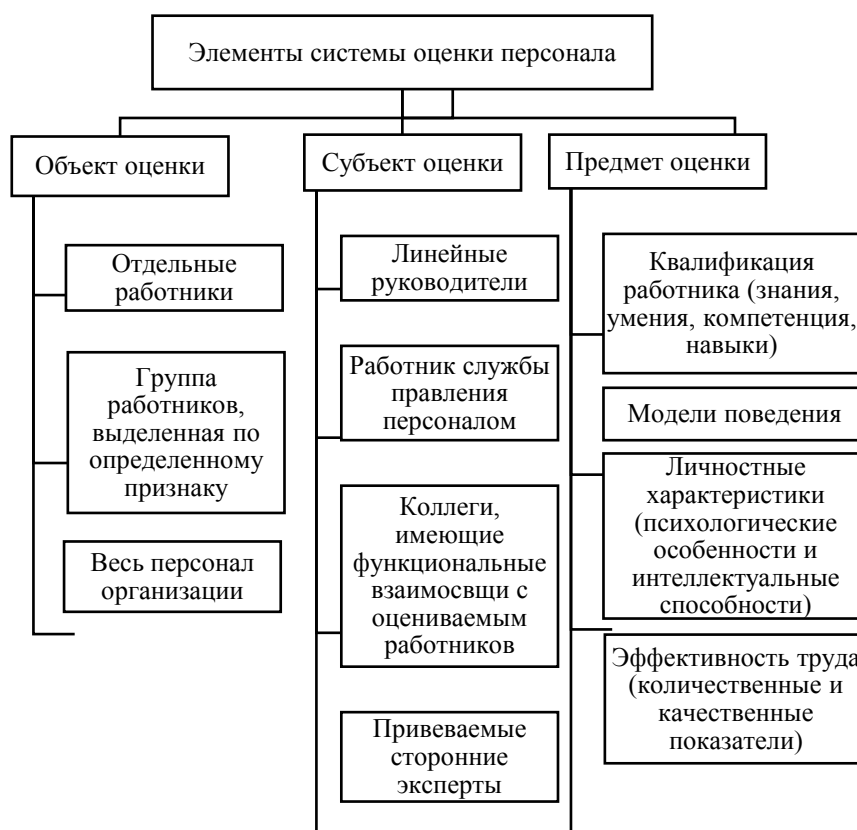 Элементы системы оценки персонала
Объект оценки
Отдельные
работники
Группа
работников,
выделенная по
определенному
признаку
Весь персонал
организации
Субъект оценки
Линейные
руководители
Работник службы
правления
персоналом
Коллеги,
имеющие
функциональные
взаимосвщи с
оцениваемым
работников
Привеваемые
сторонние
эксперты
Предмет оценки
Квалификация
работника (знания,
умения, компетенция,
навыки)
Модели поведения
Личностные
характеристики
(психологические
особенности и
интеллектуальные
способности)
Эффективность труда
(количественные и
качественные
показатели)